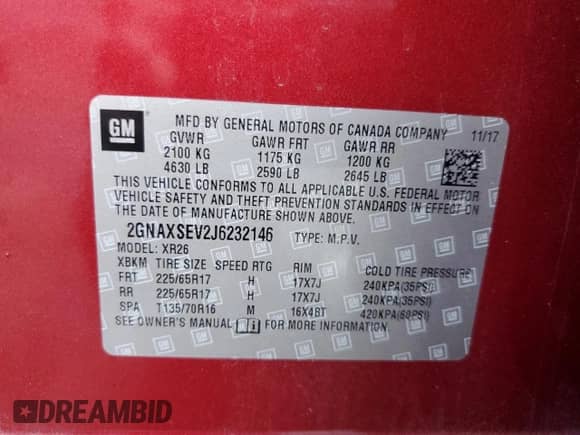 GM
MFD BY GENERAL MOTORS OF CANADA COMPANY 11/17
GVWR GAWR FRT GAWR RR
2100 KG 1175 KG 1200 KG
4630 LB 2590 LB 2645 LB
THIS VEHICLE CONFORMS TO ALL APPLICABLE U.S. FEDERAL MOTOR
VEHICLE SAFETY AND THEFT PREVENTION STANDARDS IN EFFECT ON
THE DATE OF MANUFACTURE SHOWN ABOVE.
2GNAXSEV2J6232146 TYPE: M.P.V.
MODEL: XR26
XBKM TIRE SIZE SPEED RTG RIM COLD TIRE PRESSURE
FRT 225/65R17 H 17X7J 240KPA(35PSI)
RR 225/65R17 H 17X7J 240KPA(35PSI)
SPA T135/70R16 M 16X4BT 420KPA(60PSI)
SEE OWNER'S MANUAL FOR MORE INFORMATION.
DREAMBID